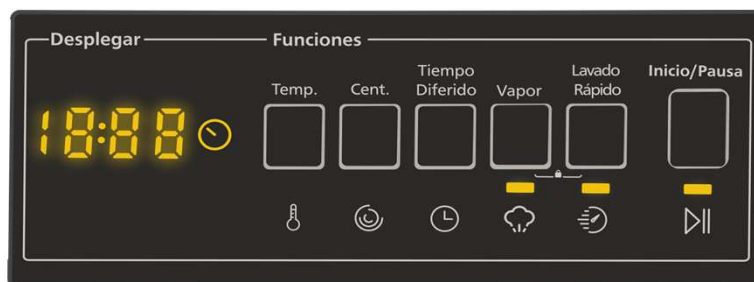 Desplegar
Funciones
18:88
Temp.
Cent.
Tiempo
Diferido
Vapor
Lavado
Rápido
Inicio/Pausa